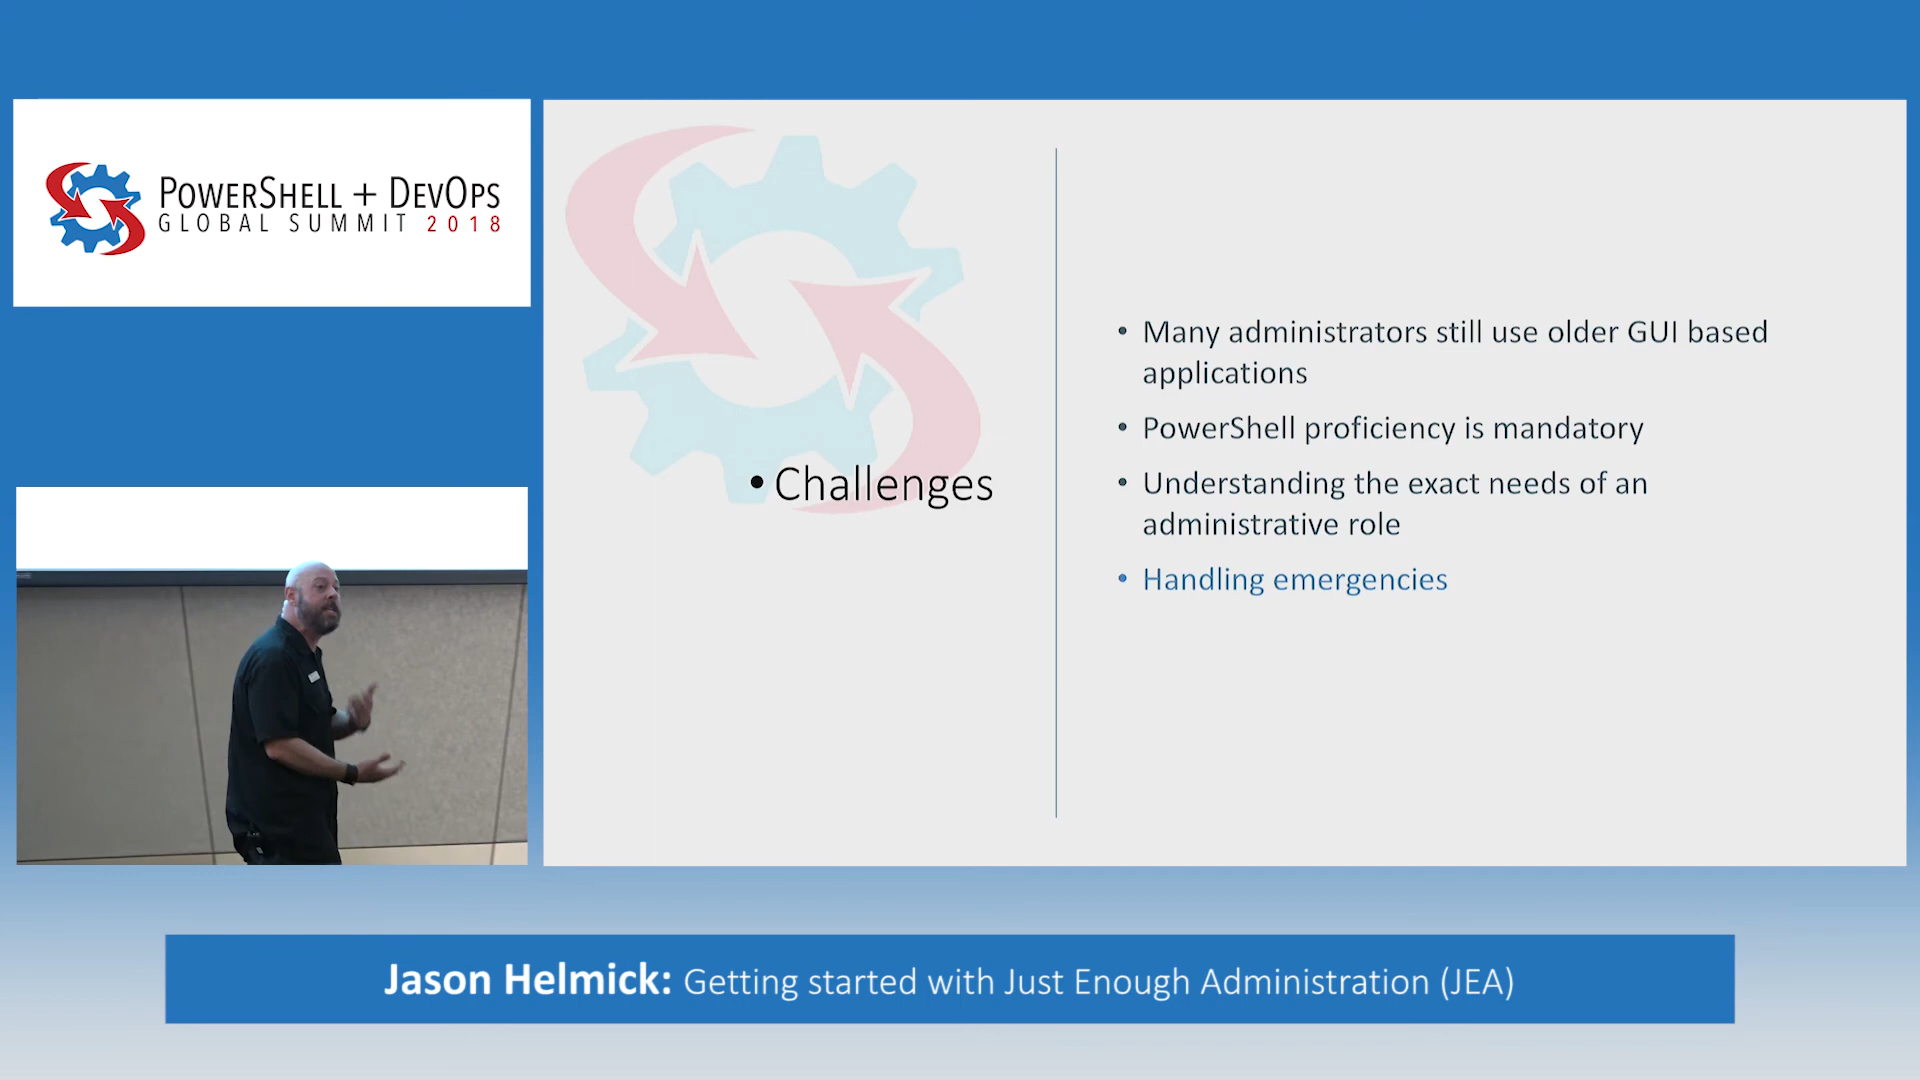 POWERSHELL + DEVOPS
GLOBAL SUMMIT 2018
• Challenges
• Many administrators still use older GUI based
applications
• PowerShell proficiency is mandatory
• Understanding the exact needs of an
administrative role
• Handling emergencies
Jason Helmick: Getting started with Just Enough Administration (JEA)